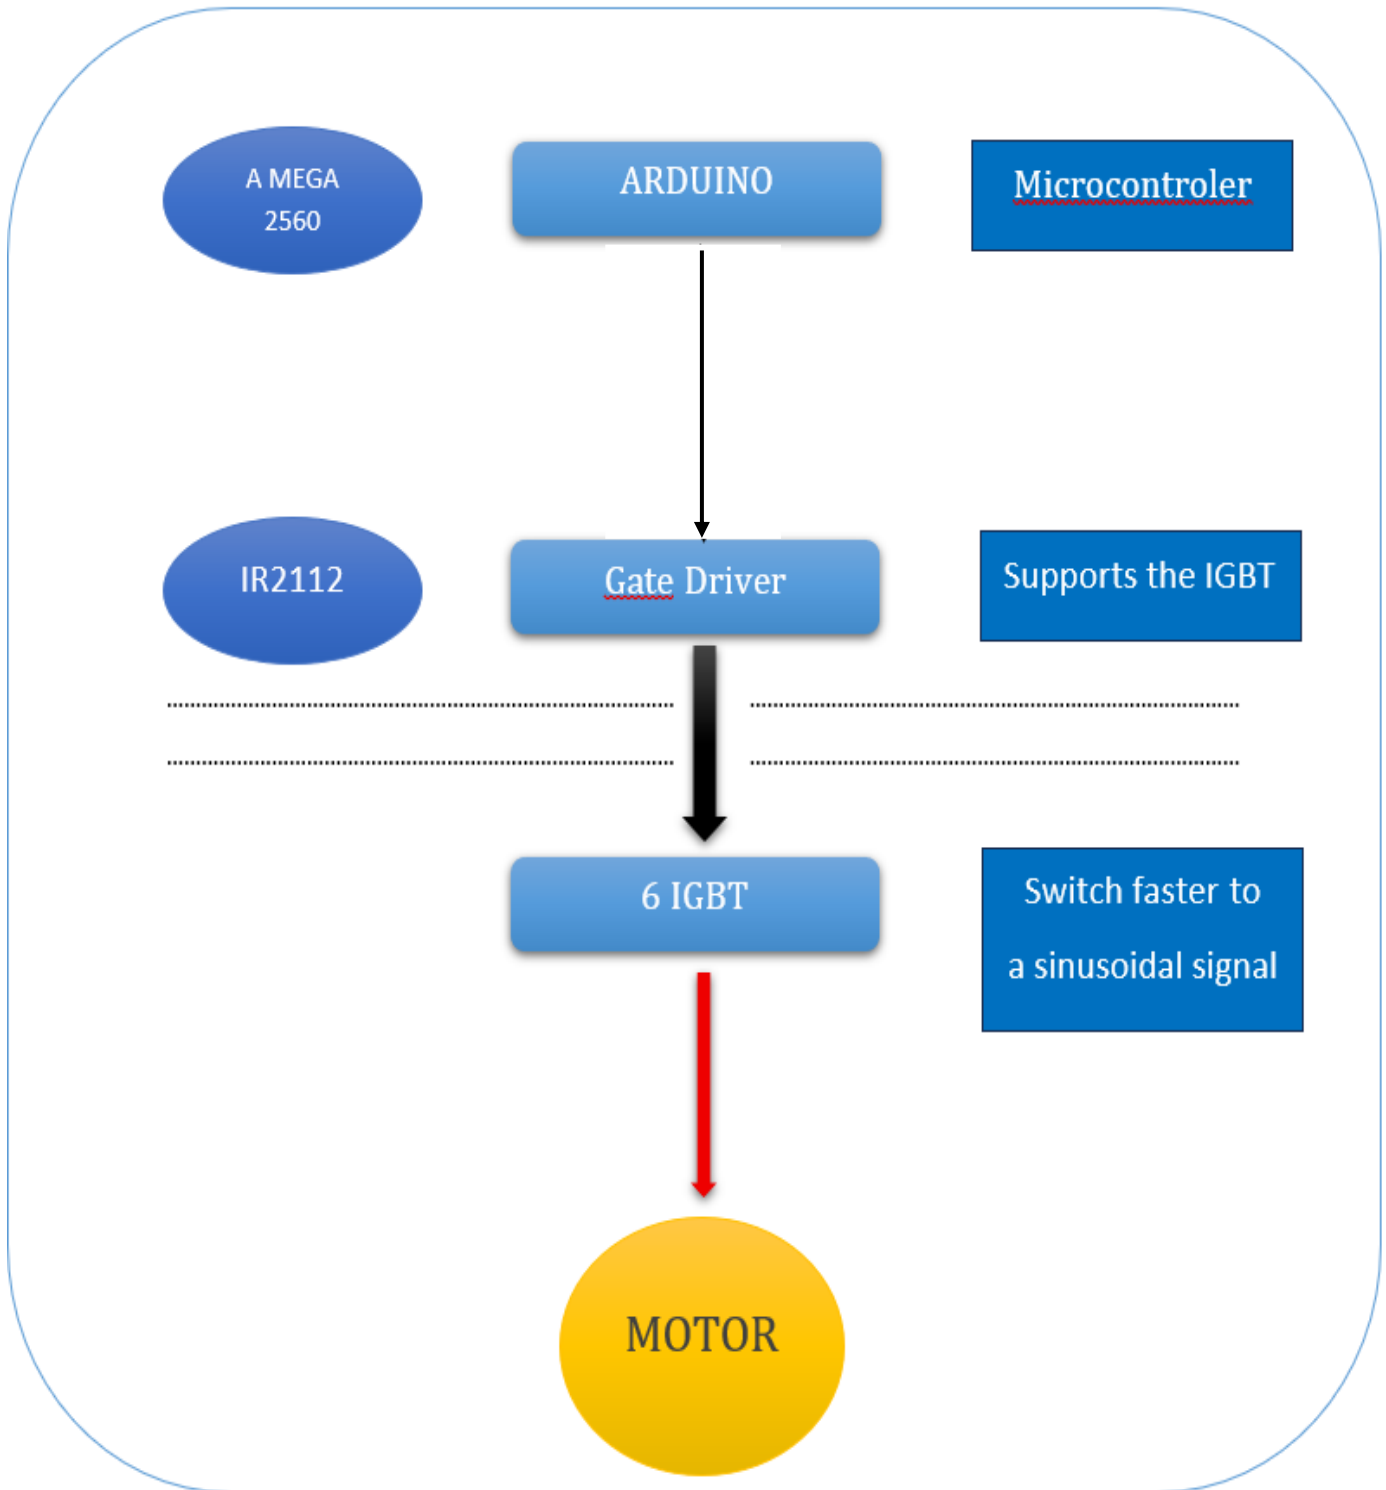 A MEGA
2560
ARDUINO
Microcontroler
IR2112
Gate Driver
Supports the IGBT
6 IGBT
Switch faster to
a sinusoidal signal
MOTOR